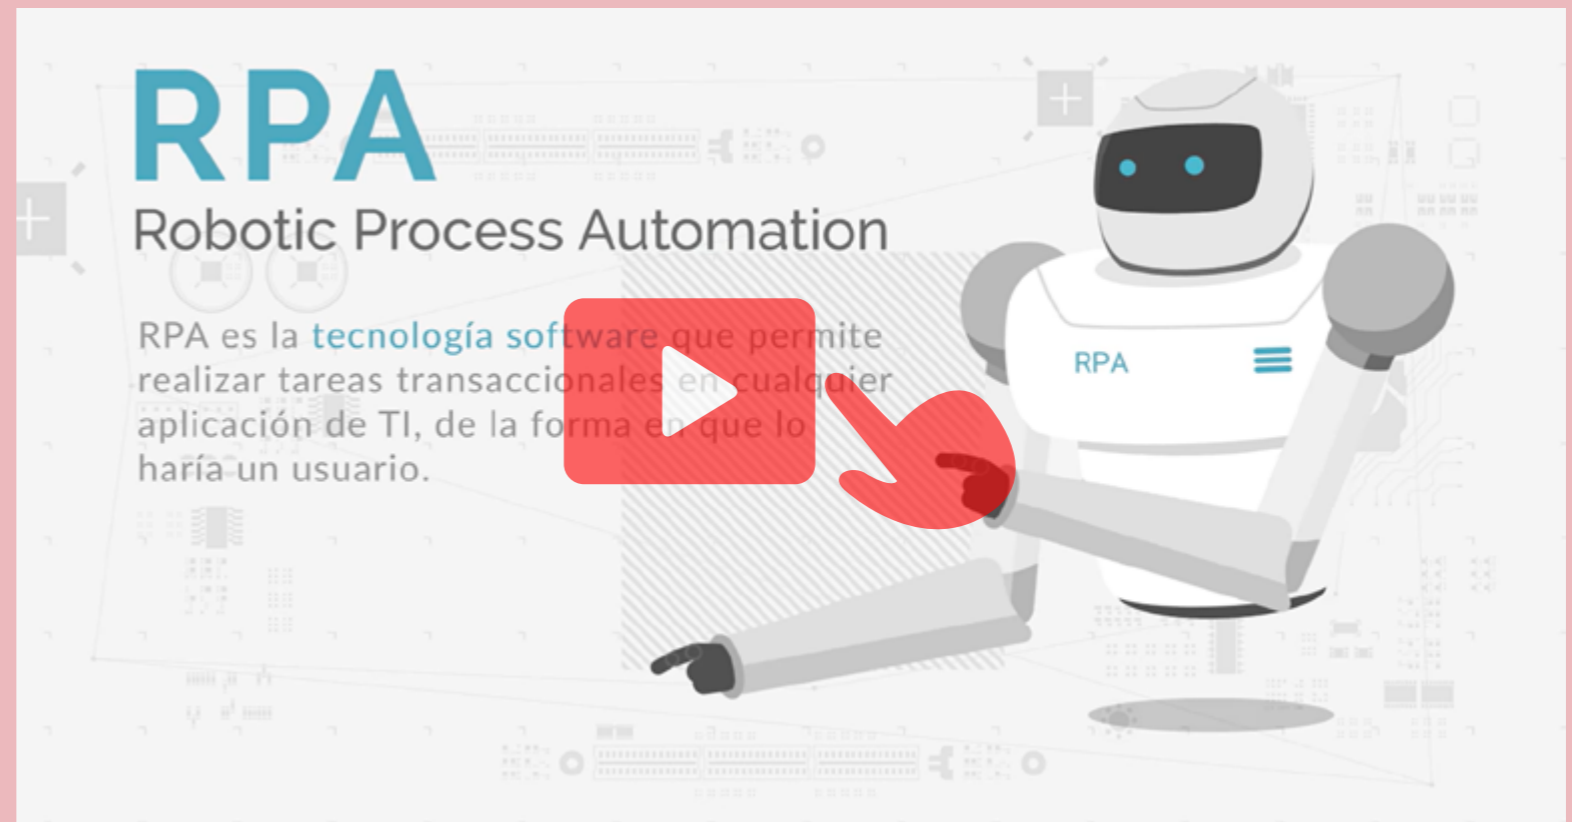 RPA
Robotic Process Automation
RPA es la tecnología software que permite
realizar tareas transaccionales en cualquier
aplicación de TI, de la forma en que lo
haría un usuario.
RPA